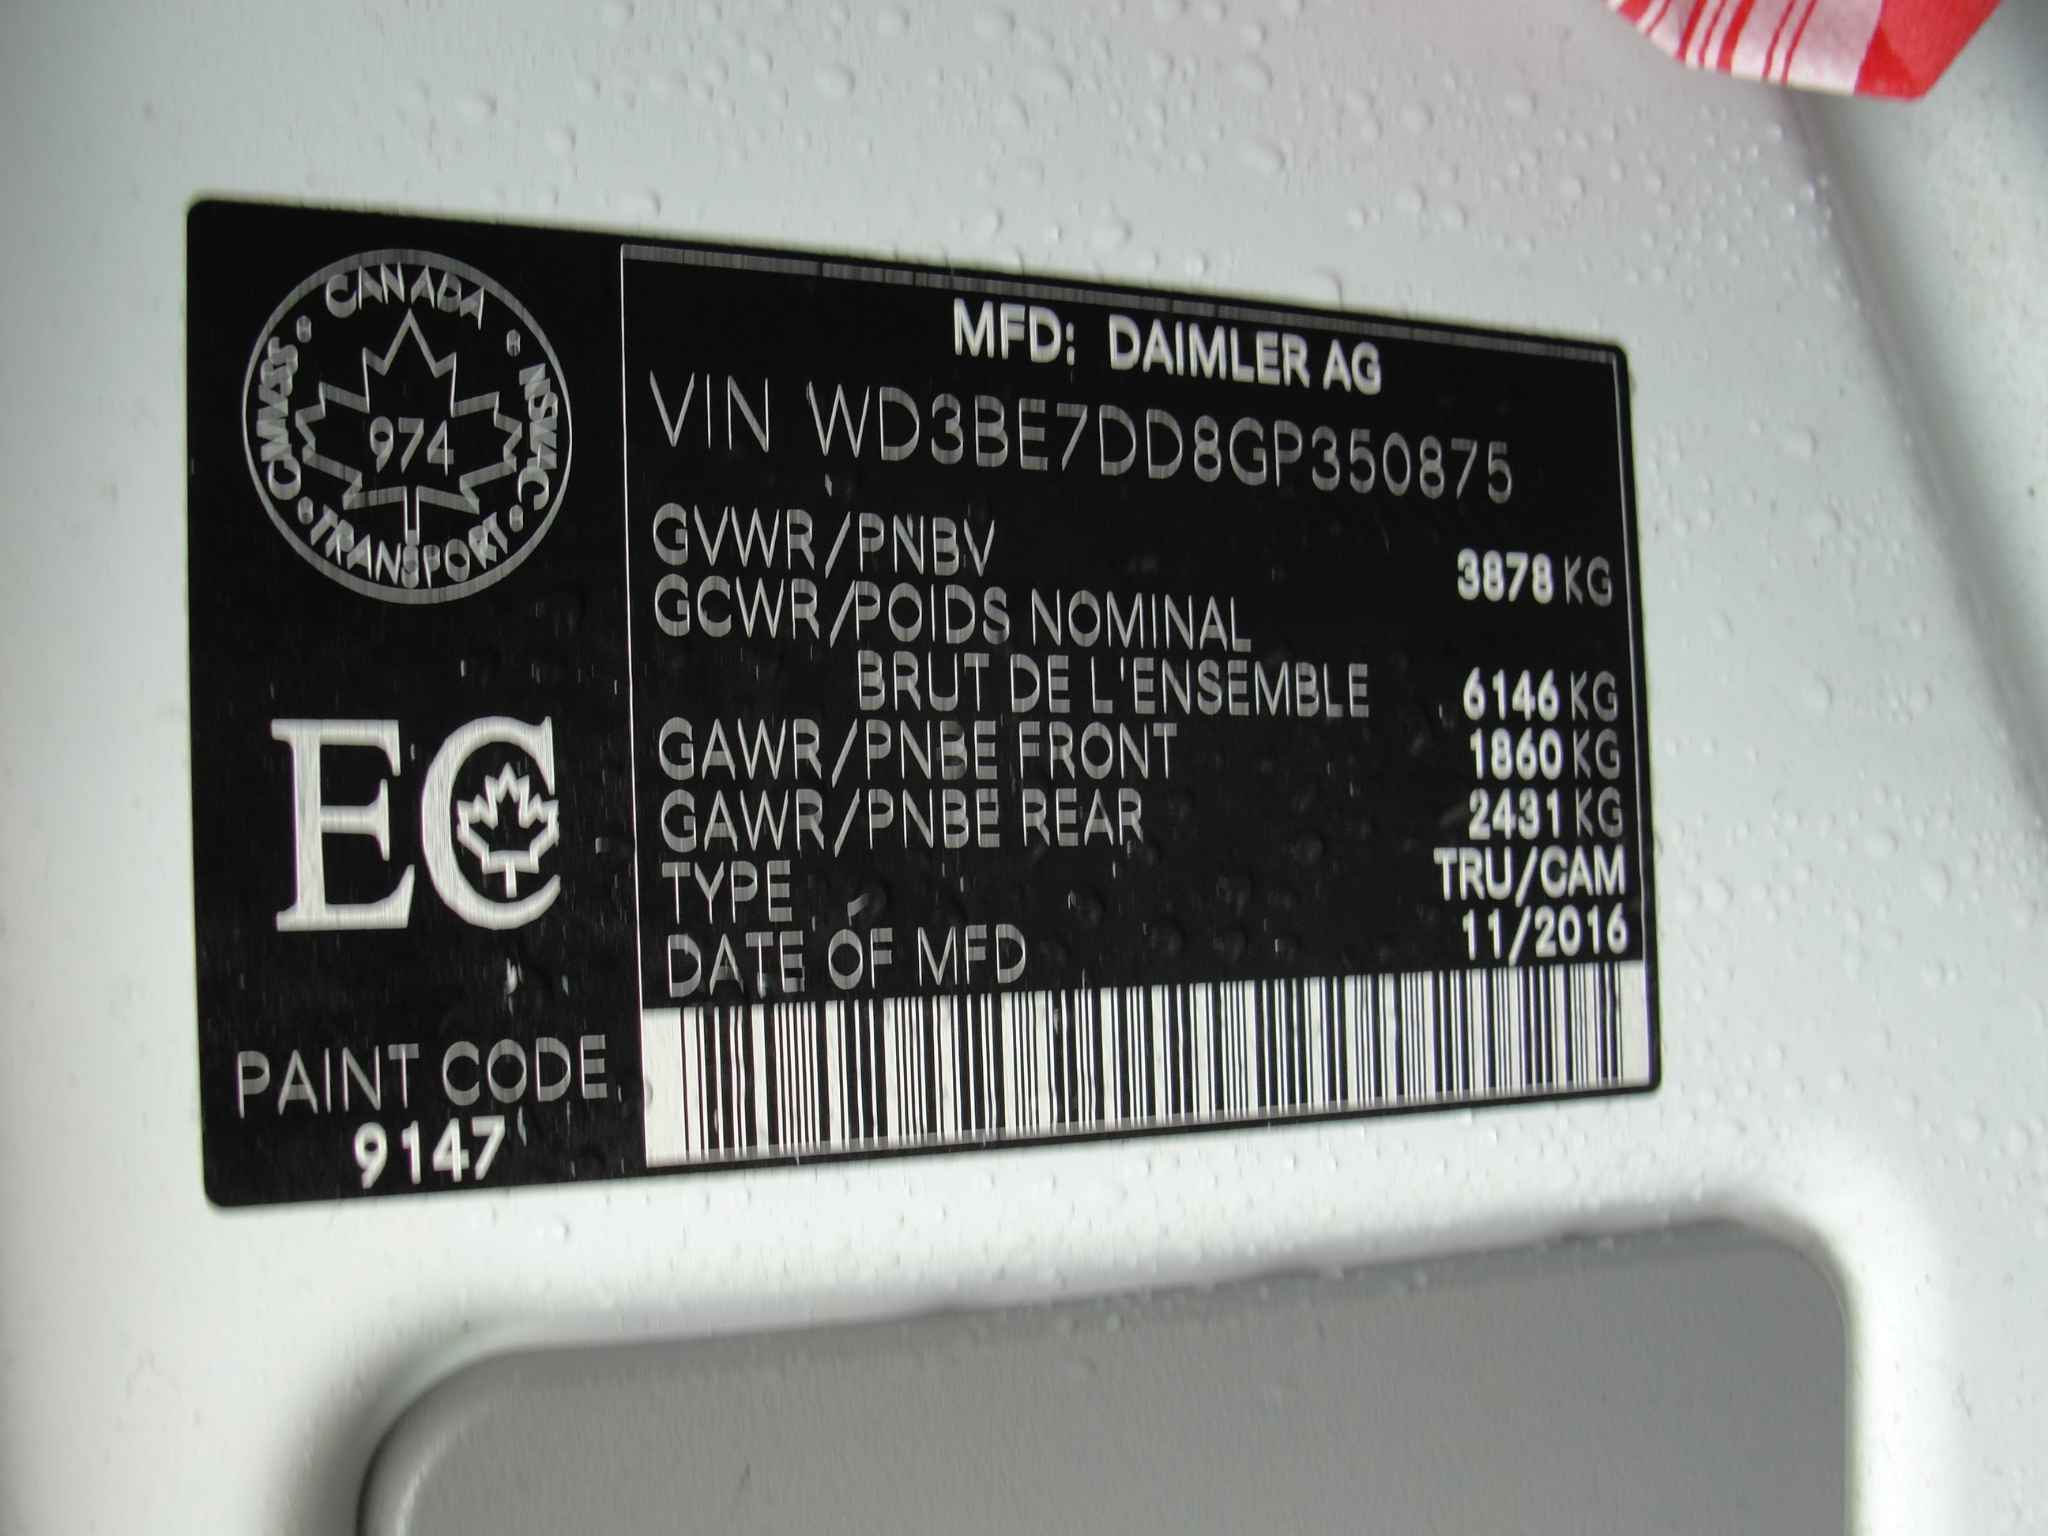 CANADA
CMVSS
974
NSVAC
TRANSPORT
EC
PAINT CODE
9147
MFD: DAIMLER AG
VIN WD3BE7DD8GP350875
GVWR/PNBV 3878 KG
GCWR/POIDS NOMINAL
BRUT DE L'ENSEMBLE 6146 KG
GAWR/PNBE FRONT 1860 KG
GAWR/PNBE REAR 2431 KG
TYPE TRU/CAM
DATE OF MFD 11/2016